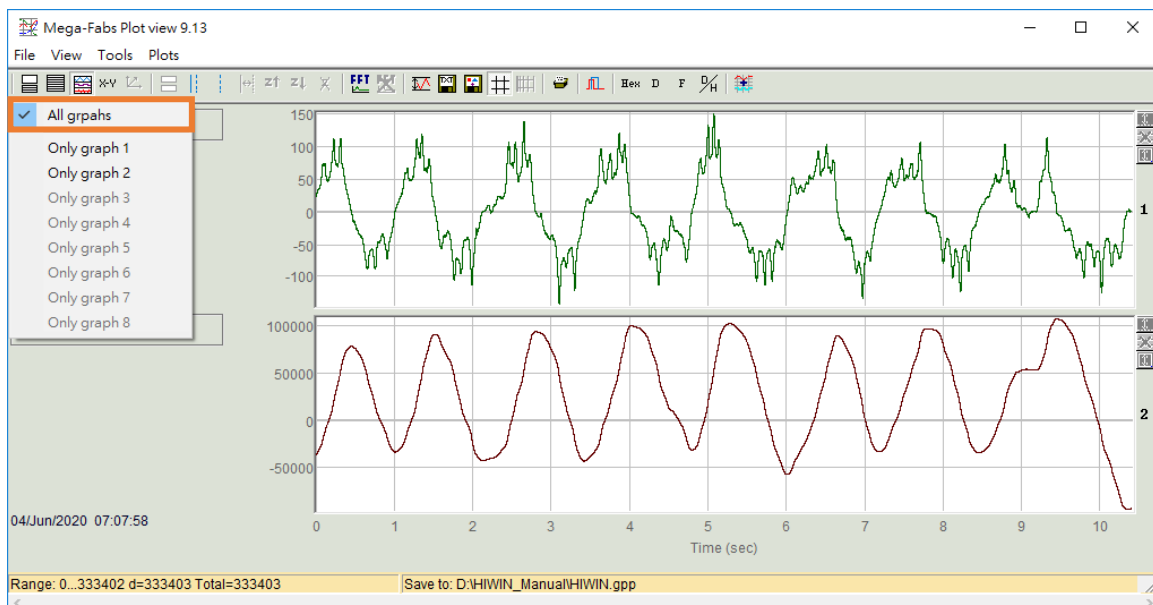 Mega-Fabs Plot view 9.13
File View Tools Plots
X-Y Z↑ Z↓ FFT TXT Hex D F D/H
All grpahs
Only graph 1
Only graph 2
Only graph 3
Only graph 4
Only graph 5
Only graph 6
Only graph 7
Only graph 8
150
100
50
0
-50
-100
1
100000
50000
0
-50000
2
0 1 2 3 4 5 6 7 8 9 10
Time (sec)
04/Jun/2020 07:07:58
Range: 0...333402 d=333403 Total=333403
Save to: D:\HIWIN_Manual\HIWIN.gpp